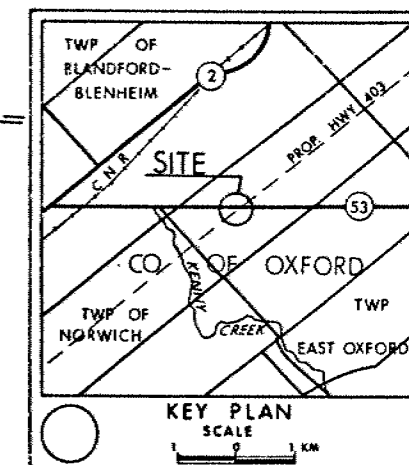 TWP OF
BLANDFORD-
BLENHEIM
2
CNR
PROP. HWY 403
SITE
53
CO OF OXFORD
KENNY
CREEK
TWP OF
NORWICH
TWP
EAST OXFORD
KEY PLAN
SCALE
1 0 1 KM